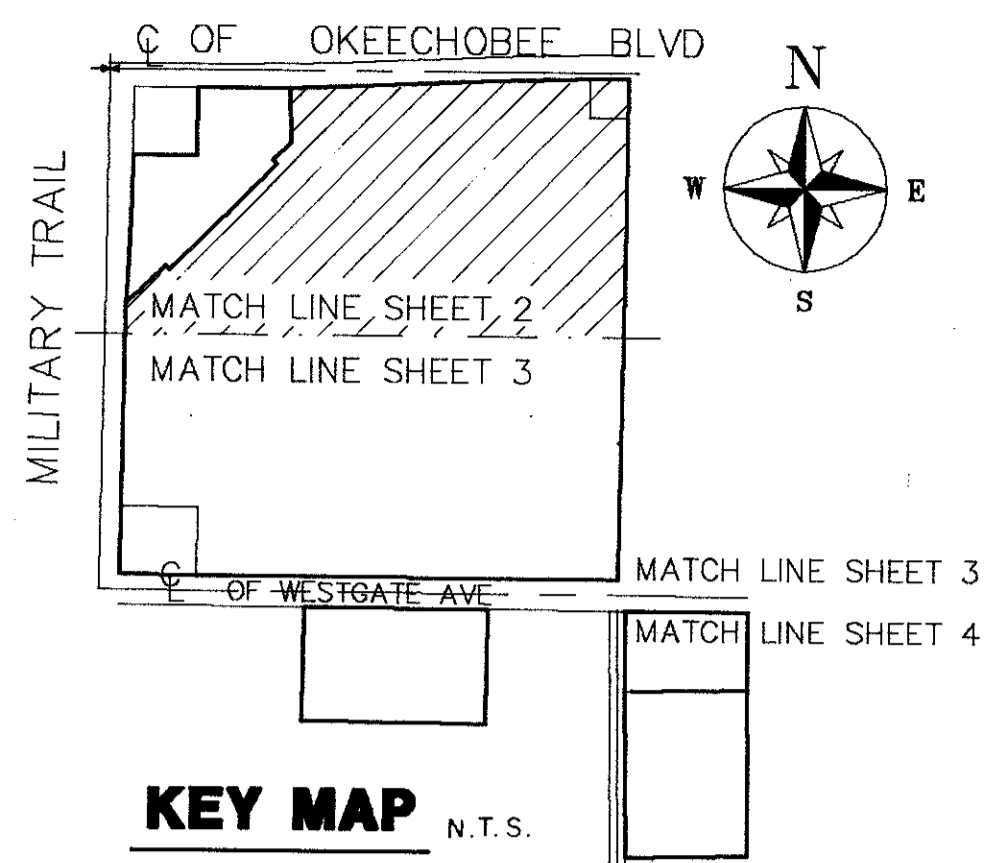 ℄ OF OKEECHOBEE BLVD
N
W E
S
MILITARY TRAIL
MATCH LINE SHEET 2
MATCH LINE SHEET 3
MATCH LINE SHEET 3
℄ OF WESTGATE AVE
MATCH LINE SHEET 4
KEY MAP N.T.S.